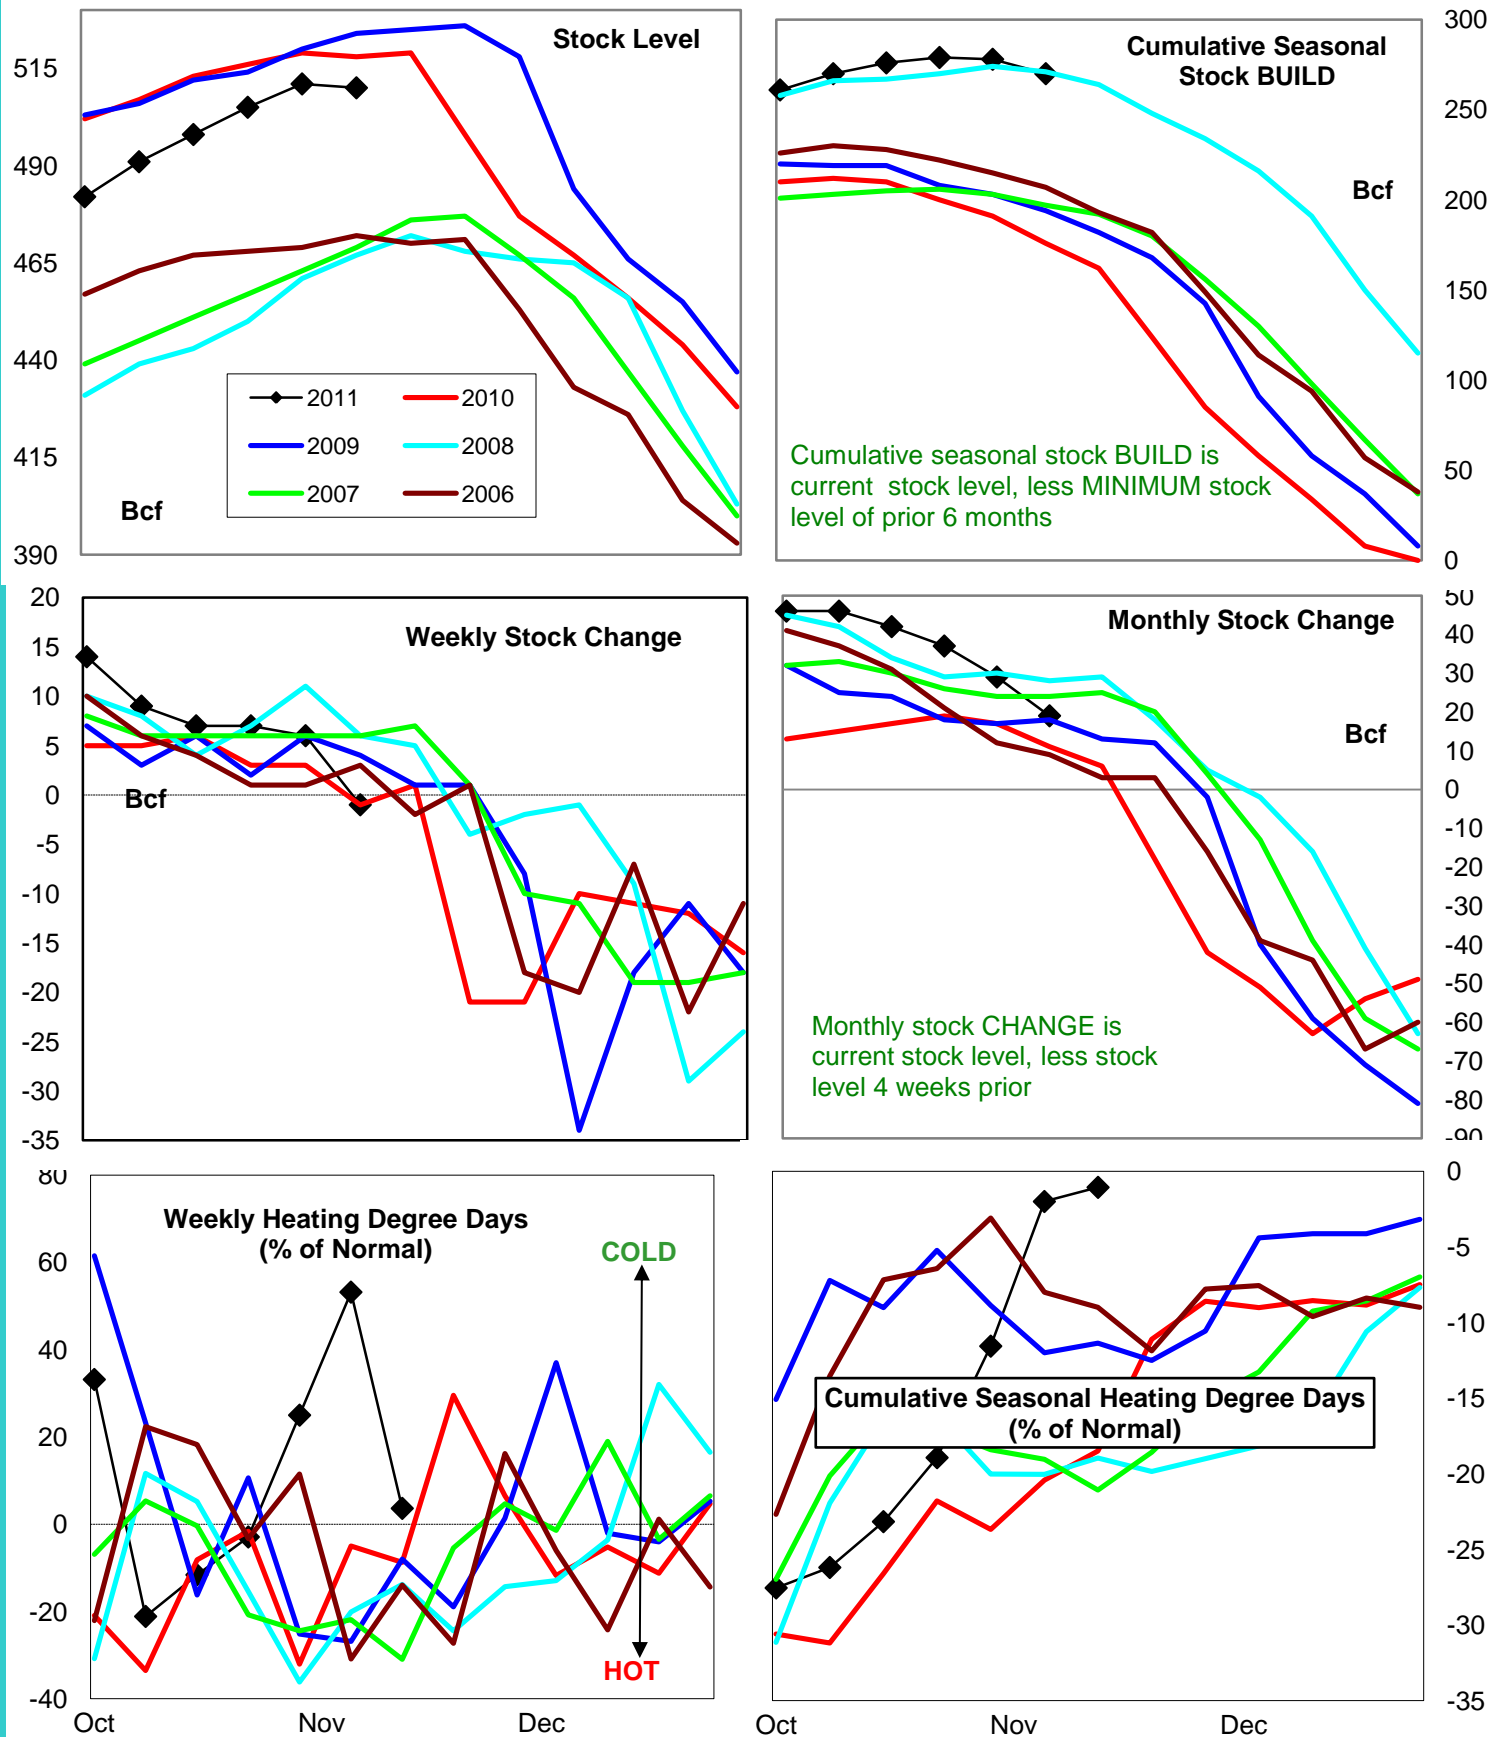 Stock Level
515
490
465
440
415
390
Bcf
2011
2010
2009
2008
2007
2006
Cumulative Seasonal
Stock BUILD
300
250
200
150
100
50
0
Bcf
Cumulative seasonal stock BUILD is
current stock level, less MINIMUM stock
level of prior 6 months
Weekly Stock Change
20
15
10
5
0
-5
-10
-15
-20
-25
-30
-35
Bcf
Monthly Stock Change
50
40
30
20
10
0
-10
-20
-30
-40
-50
-60
-70
-80
-90
Bcf
Monthly stock CHANGE is
current stock level, less stock
level 4 weeks prior
Weekly Heating Degree Days
(% of Normal)
80
60
40
20
0
-20
-40
COLD
HOT
Oct
Nov
Dec
Cumulative Seasonal Heating Degree Days
(% of Normal)
0
-5
-10
-15
-20
-25
-30
-35
Oct
Nov
Dec